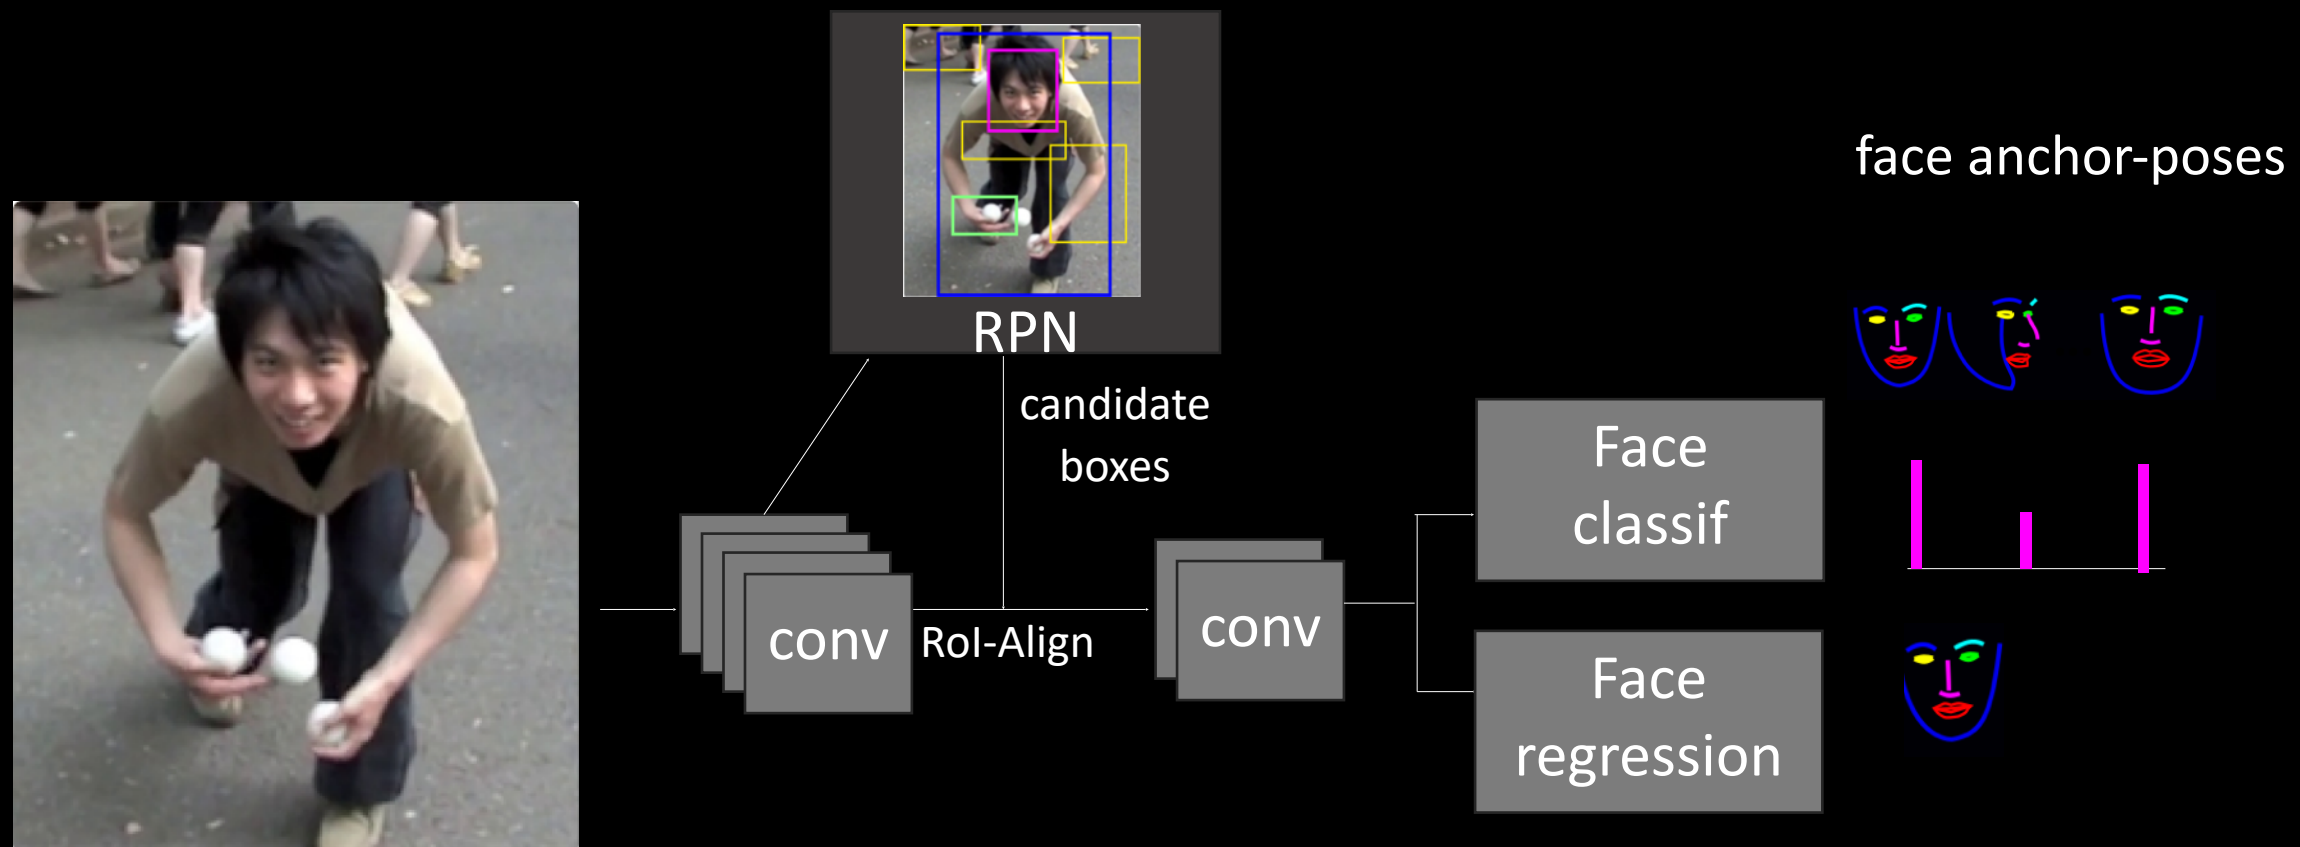 face anchor-poses
RPN
candidate
boxes
Face
classif
conv
conv
RoI-Align
Face
regression